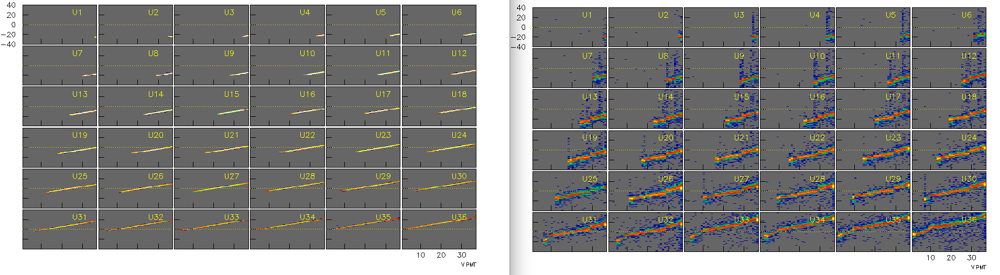 40 U1 U2 U3 U4 U5 U6
20
0
−20
−40
U7 U8 U9 U10 U11 U12
U13 U14 U15 U16 U17 U18
U19 U20 U21 U22 U23 U24
U25 U26 U27 U28 U29 U30
U31 U32 U33 U34 U35 U36
10 20 30
V PMT
40 U1 U2 U3 U4 U5 U6
20
0
−20
−40
U7 U8 U9 U10 U11 U12
U13 U14 U15 U16 U17 U18
U19 U20 U21 U22 U23 U24
U25 U26 U27 U28 U29 U30
U31 U32 U33 U34 U35 U36
10 20 30
V PMT